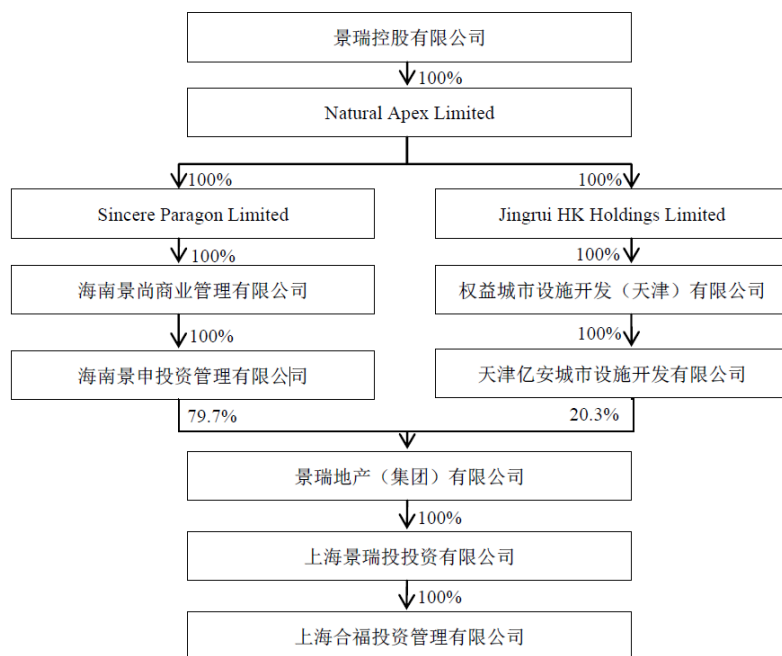 景瑞控股有限公司
100%
Natural Apex Limited
100%
100%
Sincere Paragon Limited
Jingrui HK Holdings Limited
100%
100%
海南景尚商业管理有限公司
权益城市设施开发（天津）有限公司
100%
100%
海南景申投资管理有限公司
天津亿安城市设施开发有限公司
79.7%
20.3%
景瑞地产（集团）有限公司
100%
上海景瑞投投资有限公司
100%
上海合福投资管理有限公司